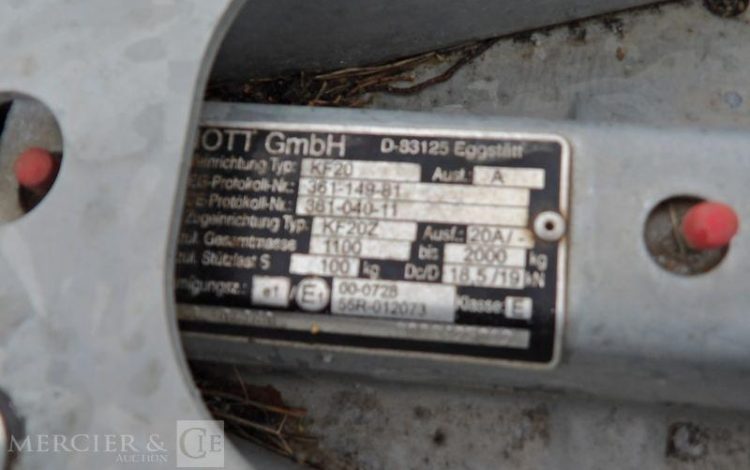 OTT GmbH D-83125 Eggstätt
einrichtung Typ: KF20 Ausf.: A
EG-Protokoll-Nr.: 361-149-81
E-Protokoll-Nr.: 361-040-11
zugeinrichtung Typ: KF20Z Ausf.: 20A/-
zul. Gesamtmasse 1100 bis: 2000 kg
zul. Stützlast S 100 kg Dc/D 18,5/19 kN
migungsz.: e1 / E1 00-0728
55R-012073 Klasse: E
MERCIER & CIE
AUCTION